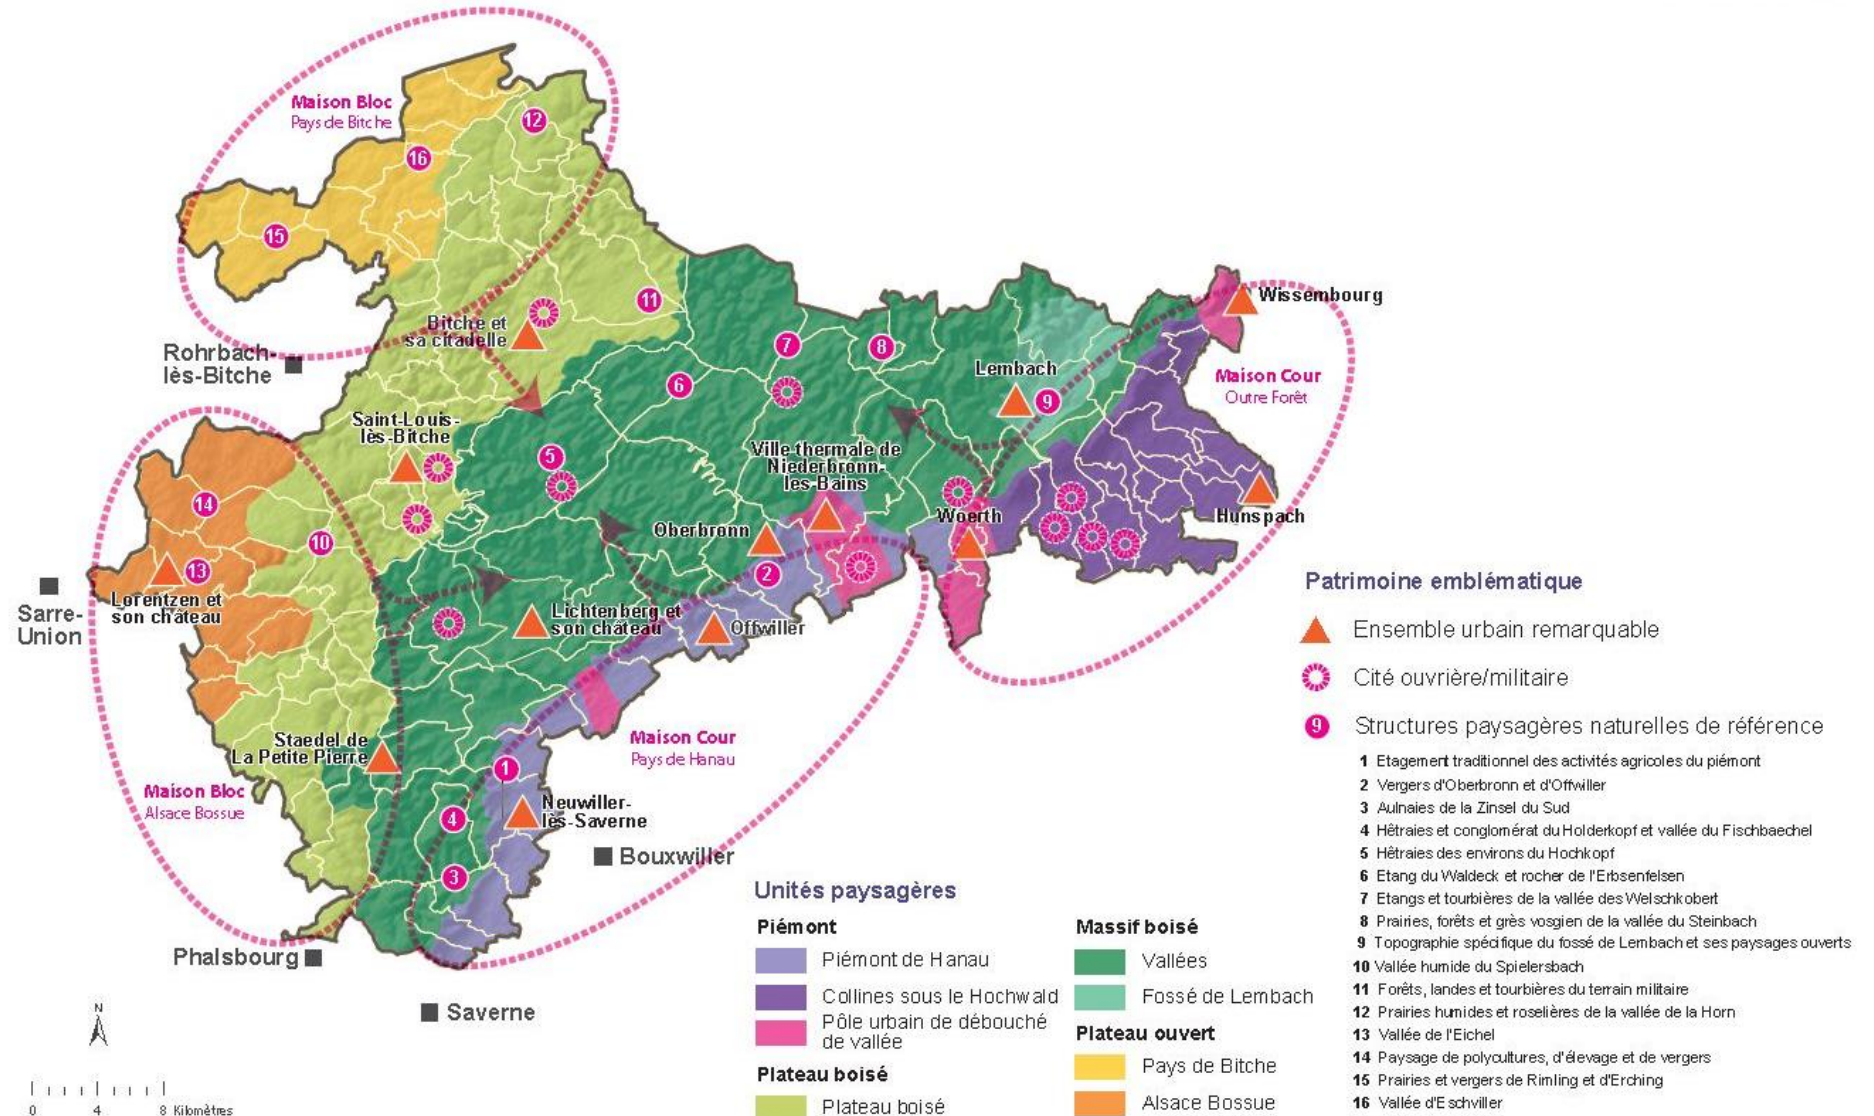 Maison Bloc
Pays de Bitche
12
16
15
11
Bitche et
sa citadelle
Rohrbach-
lès-Bitche
7
8
6
Lembach
9
Wissembourg
Maison Cour
Outre Forêt
Saint-Louis-
lès-Bitche
5
14
10
Ville thermale de
Niederbronn-
les-Bains
Oberbronn
Woerth
Hunspach
13
2
Lorentzen et
son château
Sarre-
Union
Lichtenberg et
son château
Offwiller
Staedel de
La Petite Pierre
Maison Cour
Pays de Hanau
1
Maison Bloc
Alsace Bossue
4
Neuwiller-
lès-Saverne
3
Bouxwiller
Phalsbourg
Saverne
N
0 4 8 Kilomètres
Unités paysagères
Piémont
Piémont de Hanau
Collines sous le Hochwald
Pôle urbain de débouché
de vallée
Plateau boisé
Plateau boisé
Massif boisé
Vallées
Fossé de Lembach
Plateau ouvert
Pays de Bitche
Alsace Bossue
Patrimoine emblématique
Ensemble urbain remarquable
Cité ouvrière/militaire
9 Structures paysagères naturelles de référence
1 Etagement traditionnel des activités agricoles du piémont
2 Vergers d'Oberbronn et d'Offwiller
3 Aulnaies de la Zinsel du Sud
4 Hêtraies et conglomérat du Holderkopf et vallée du Fischbaechel
5 Hêtraies des environs du Hochkopf
6 Etang du Waldeck et rocher de l'Erbsenfelsen
7 Etangs et tourbières de la vallée des Welschkobert
8 Prairies, forêts et grès vosgien de la vallée du Steinbach
9 Topographie spécifique du fossé de Lembach et ses paysages ouverts
10 Vallée humide du Spielersbach
11 Forêts, landes et tourbières du terrain militaire
12 Prairies humides et roselières de la vallée de la Horn
13 Vallée de l'Eichel
14 Paysage de polycultures, d'élevage et de vergers
15 Prairies et vergers de Rimling et d'Erching
16 Vallée d'Eschviller